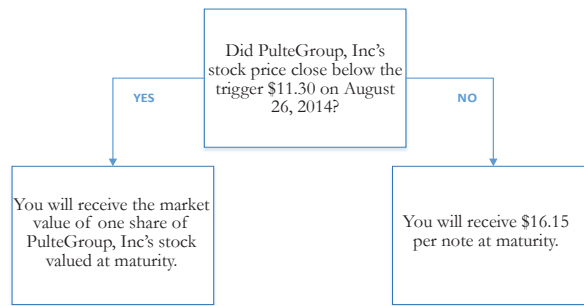 Did PulteGroup, Inc's
stock price close below the
trigger $11.30 on August
26, 2014?
YES
NO
You will receive the market
value of one share of
PulteGroup, Inc's stock
valued at maturity.
You will receive $16.15
per note at maturity.